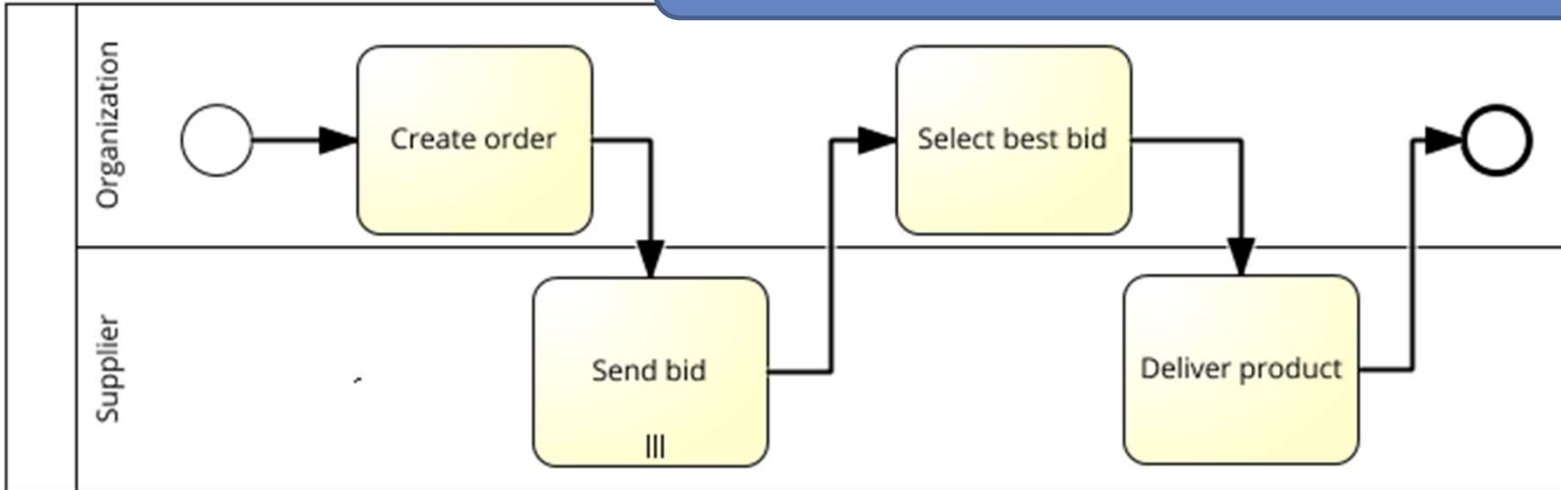 Organization
Create order
Select best bid
Supplier
Send bid
Deliver product